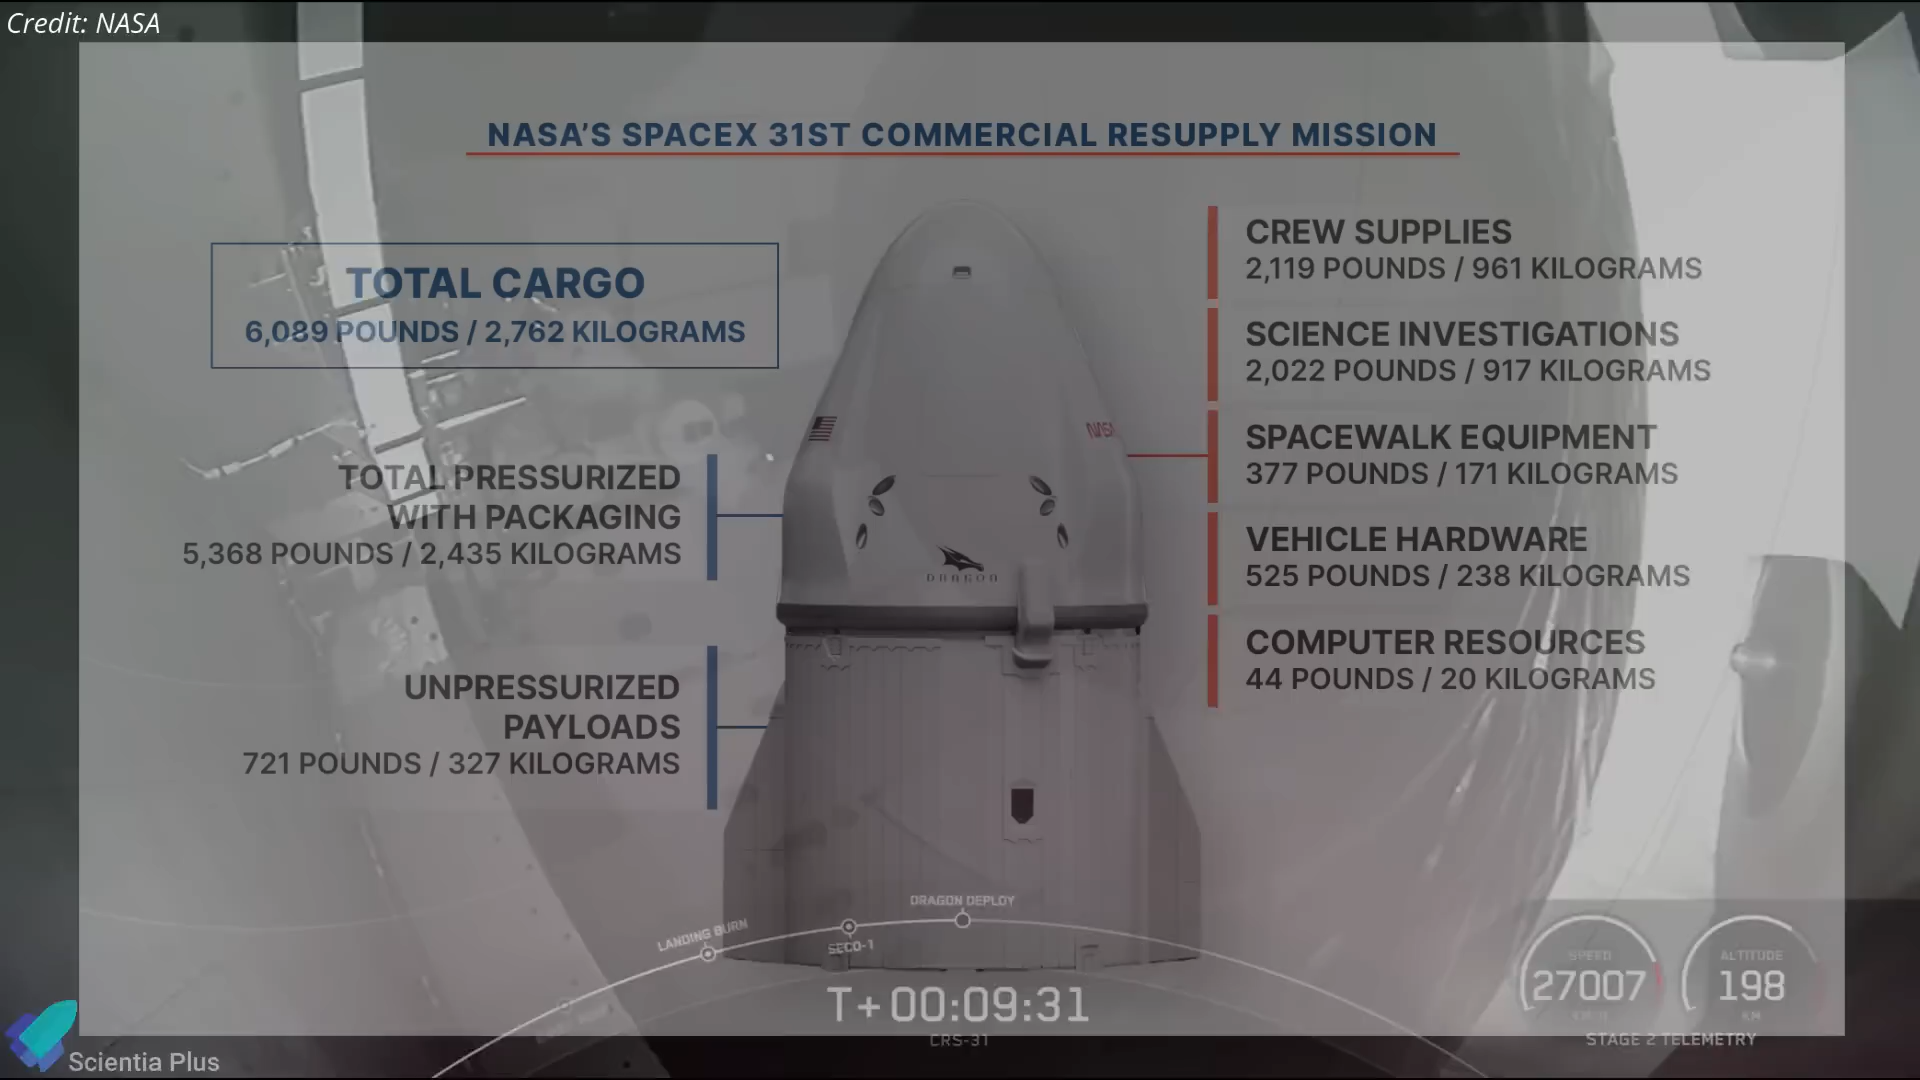 Credit: NASA
NASA'S SPACEX 31ST COMMERCIAL RESUPPLY MISSION
TOTAL CARGO
6,089 POUNDS / 2,762 KILOGRAMS
TOTAL PRESSURIZED
WITH PACKAGING
5,368 POUNDS / 2,435 KILOGRAMS
UNPRESSURIZED
PAYLOADS
721 POUNDS / 327 KILOGRAMS
CREW SUPPLIES
2,119 POUNDS / 961 KILOGRAMS
SCIENCE INVESTIGATIONS
2,022 POUNDS / 917 KILOGRAMS
SPACEWALK EQUIPMENT
377 POUNDS / 171 KILOGRAMS
VEHICLE HARDWARE
525 POUNDS / 238 KILOGRAMS
COMPUTER RESOURCES
44 POUNDS / 20 KILOGRAMS
NASA
DRAGON
LANDING BURN
SECO-1
DRAGON DEPLOY
T+00:09:31
CRS-31
SPEED
27007
KM/H
ALTITUDE
198
KM
STAGE 2 TELEMETRY
Scientia Plus